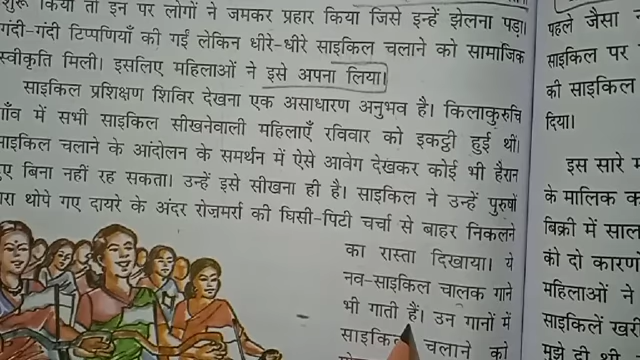 किया तो इन पर लोगों ने जमकर प्रहार किया जिसे इन्हें झेलना पड़ा।
गंदी-गंदी टिप्पणियाँ की गईं लेकिन धीरे-धीरे साइकिल चलाने को सामाजिक
स्वीकृति मिली। इसलिए महिलाओं ने इसे अपना लिया।
साइकिल प्रशिक्षण शिविर देखना एक असाधारण अनुभव है। किलाकुरुचि
गाँव में सभी साइकिल सीखनेवाली महिलाएँ रविवार को इकट्ठी हुई थीं।
साइकिल चलाने के आंदोलन के समर्थन में ऐसे आवेग देखकर कोई भी हैरान
ए बिना नहीं रह सकता। उन्हें इसे सीखना ही है। साइकिल ने उन्हें पुरुषों
रा थोपे गए दायरे के अंदर रोज़मर्रा की घिसी-पिटी चर्चा से बाहर निकलने
का रास्ता दिखाया। ये
नव-साइकिल चालक गाने
भी गाती हैं। उन गानों में
साइकिल चलाने को
पहले जैसा
साइकिल पर
की साइकिल
दिया।
इस सारे
के मालिक
बिक्री में साल
को दो कारणों
महिलाओं ने
साइकिलें खरी
मुझे दी थी